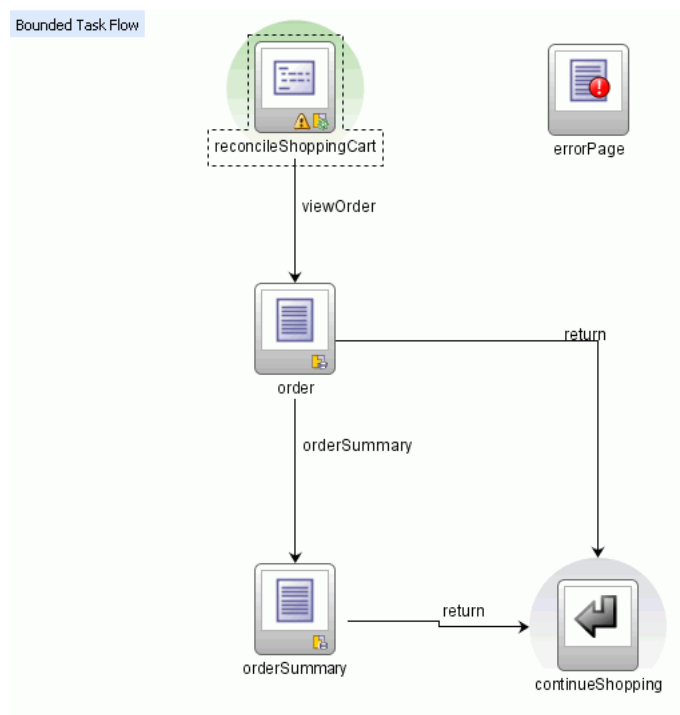 Bounded Task Flow
reconcileShoppingCart
errorPage
viewOrder
return
order
orderSummary
return
orderSummary
continueShopping